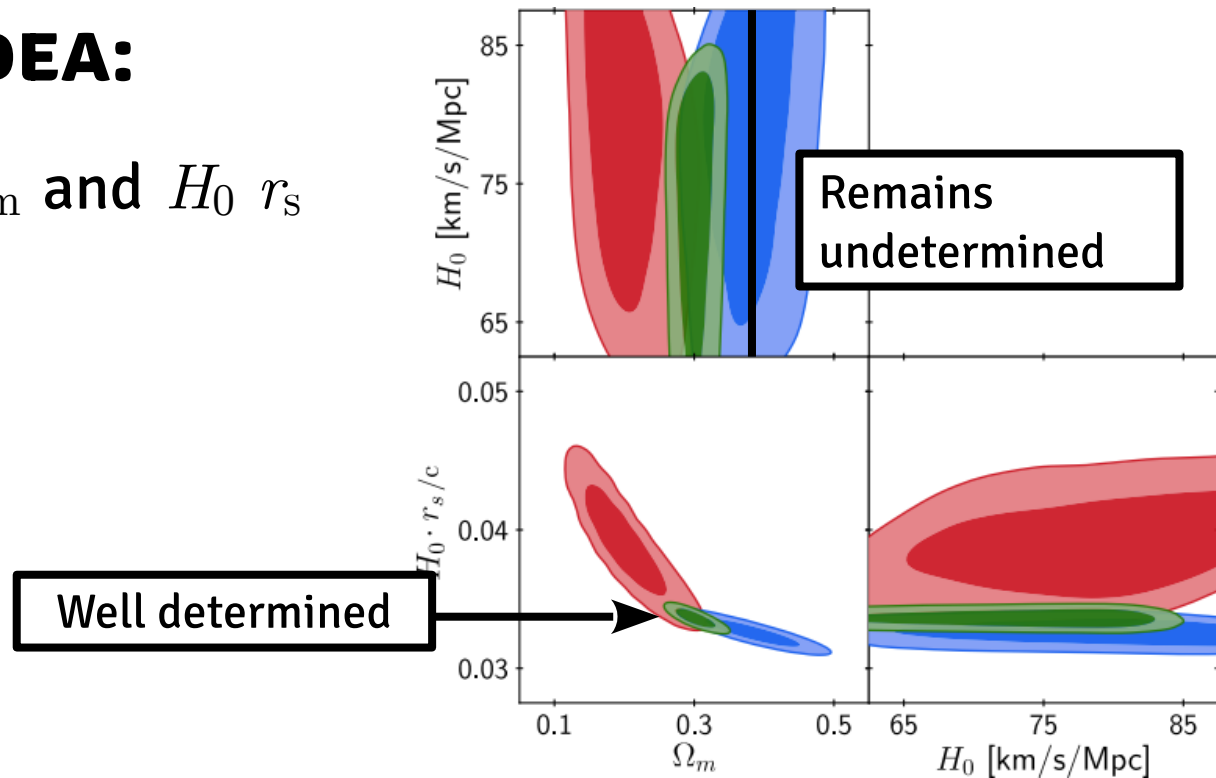 DEA:
m and H₀ rₛ
85
75
65
H₀ [km/s/Mpc]
Remains
undetermined
0.05
0.04
0.03
H₀ · rₛ/c
Well determined
0.1 0.3 0.5
Ωₘ
65 75 85
H₀ [km/s/Mpc]